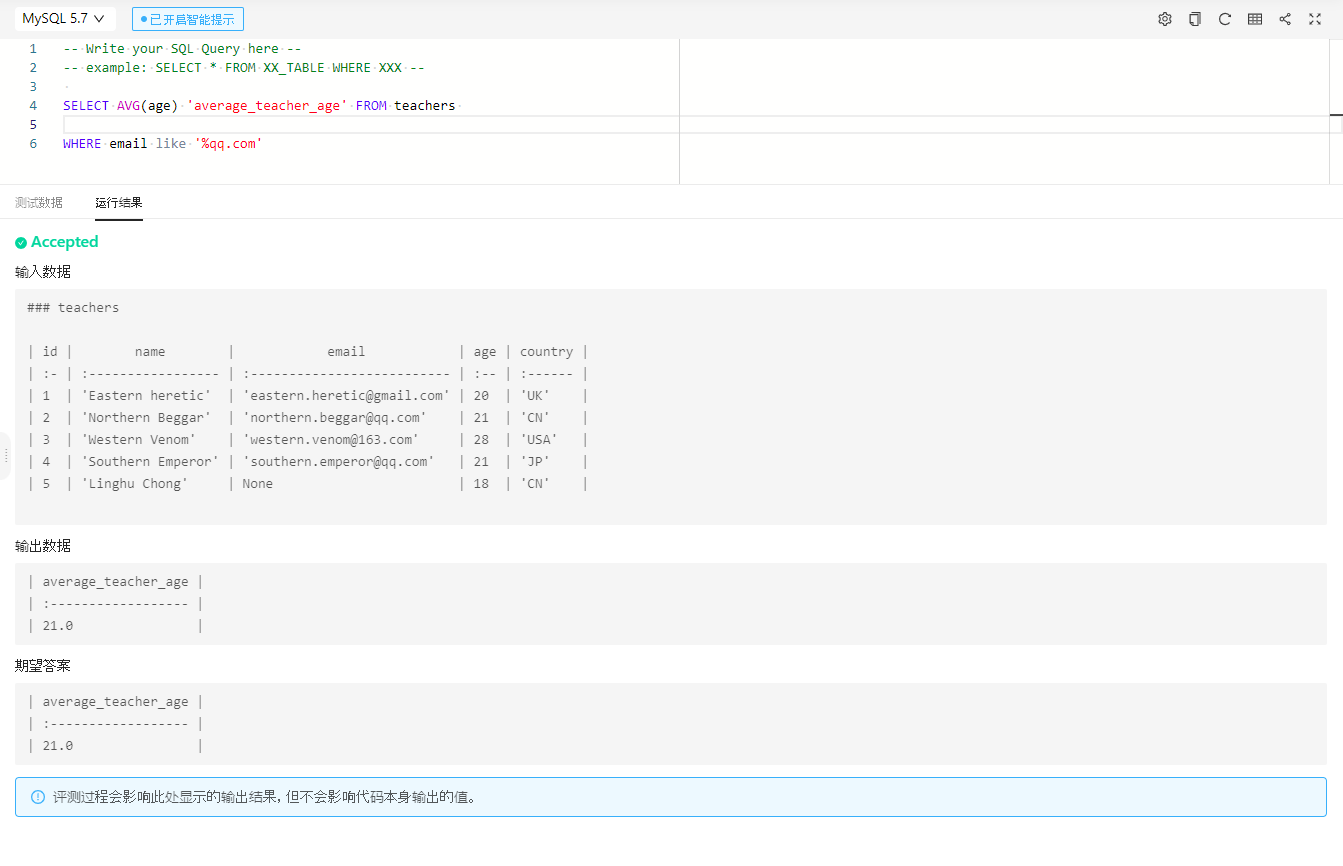 MySQL 5.7 已开启智能提示
1 -- Write your SQL Query here --
2 -- example: SELECT * FROM XX_TABLE WHERE XXX --
3
4 SELECT AVG(age) 'average_teacher_age' FROM teachers
5
6 WHERE email like '%qq.com'
测试数据 运行结果
Accepted
输入数据
### teachers
| id | name | email | age | country |
| :- | :----------------- | :-------------------------- | :-- | :------ |
| 1 | 'Eastern heretic' | 'eastern.heretic@gmail.com' | 20 | 'UK' |
| 2 | 'Northern Beggar' | 'northern.beggar@qq.com' | 21 | 'CN' |
| 3 | 'Western Venom' | 'western.venom@163.com' | 28 | 'USA' |
| 4 | 'Southern Emperor' | 'southern.emperor@qq.com' | 21 | 'JP' |
| 5 | 'Linghu Chong' | None | 18 | 'CN' |
输出数据
| average_teacher_age |
| :------------------ |
| 21.0 |
期望答案
| average_teacher_age |
| :------------------ |
| 21.0 |
评测过程会影响此处显示的输出结果，但不会影响代码本身输出的值。